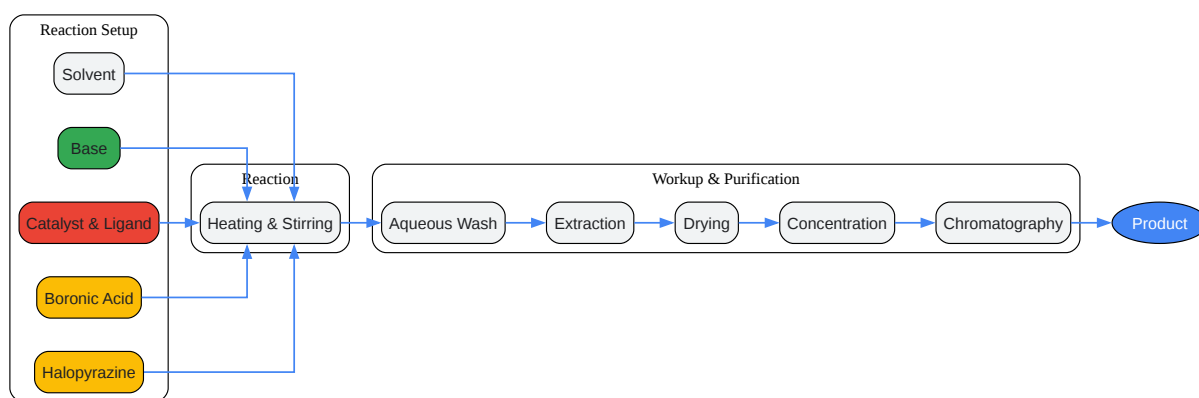 Reaction Setup
Solvent
Base
Catalyst & Ligand
Boronic Acid
Halopyrazine
Reaction
Heating & Stirring
Workup & Purification
Aqueous Wash
Extraction
Drying
Concentration
Chromatography
Product